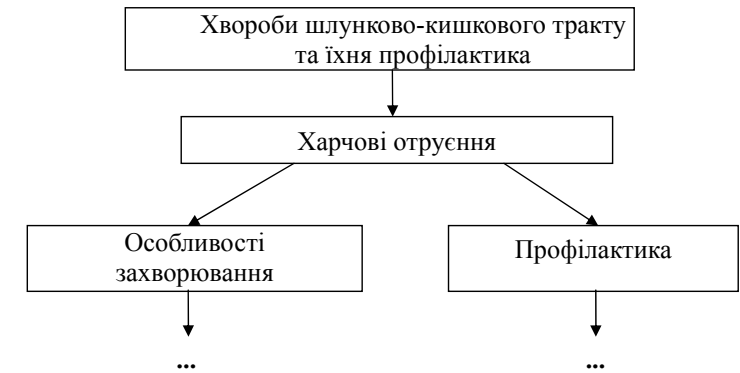 Хвороби шлунково-кишкового тракту
та їхня профілактика
Харчові отруєння
Особливості
захворювання
Профілактика
...
...